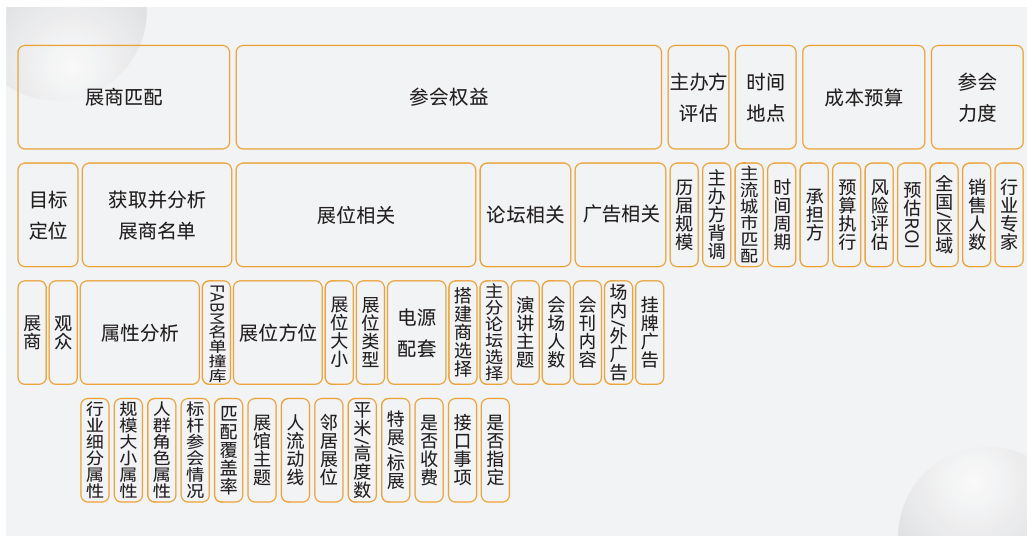 展商匹配
参会权益
主办方
评估
时间
地点
成本预算
参会
力度
目标
定位
获取并分析
展商名单
展位相关
论坛相关
广告相关
历届规模
主办方背调
主流城市匹配
时间周期
承担方
预算执行
风险评估
预估ROI
全国/区域
销售人数
行业专家
展商
观众
属性分析
FABM名单撞库
展位方位
展位大小
展位类型
电源
配套
搭建商选择
主分论坛选择
演讲主题
会场人数
会刊内容
场内/外广告
挂牌广告
行业细分属性
规模大小属性
人群角色属性
标杆参会情况
匹配覆盖率
展馆主题
人流动线
邻居展位
平米/高度数
特展/标展
是否收费
接口事项
是否指定